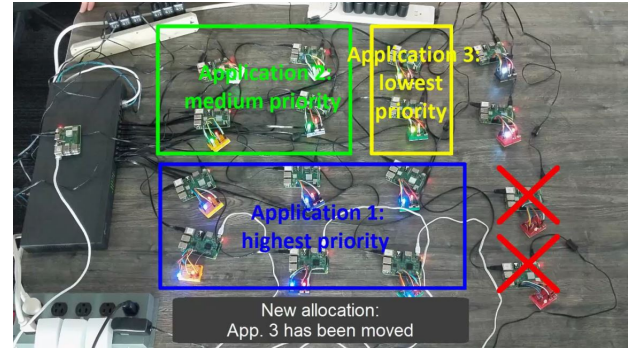 Application 2:
medium priority
Application 3:
lowest
priority
Application 1:
highest priority
New allocation:
App. 3 has been moved